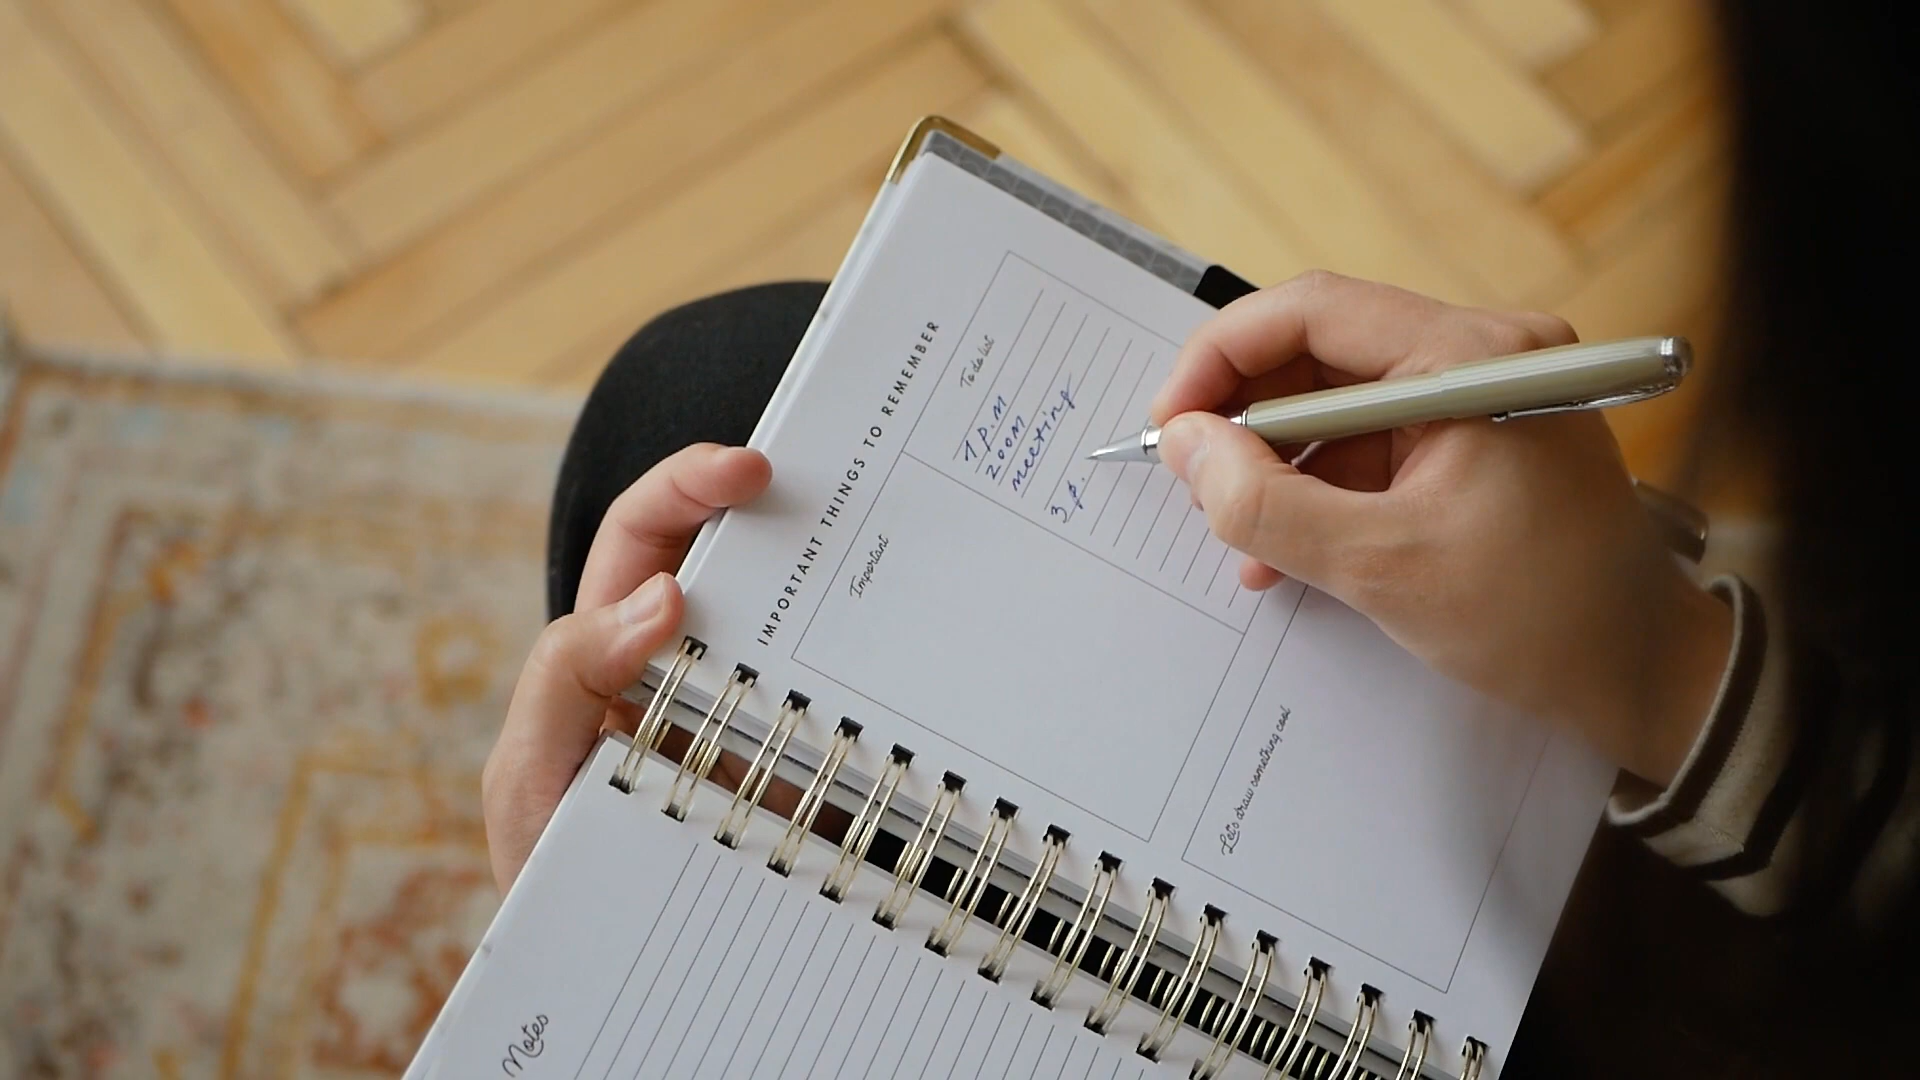 IMPORTANT THINGS TO REMEMBER
To do list
1 p.m
zoom
meeting
3 p.
Important
Let's draw something cool
Notes